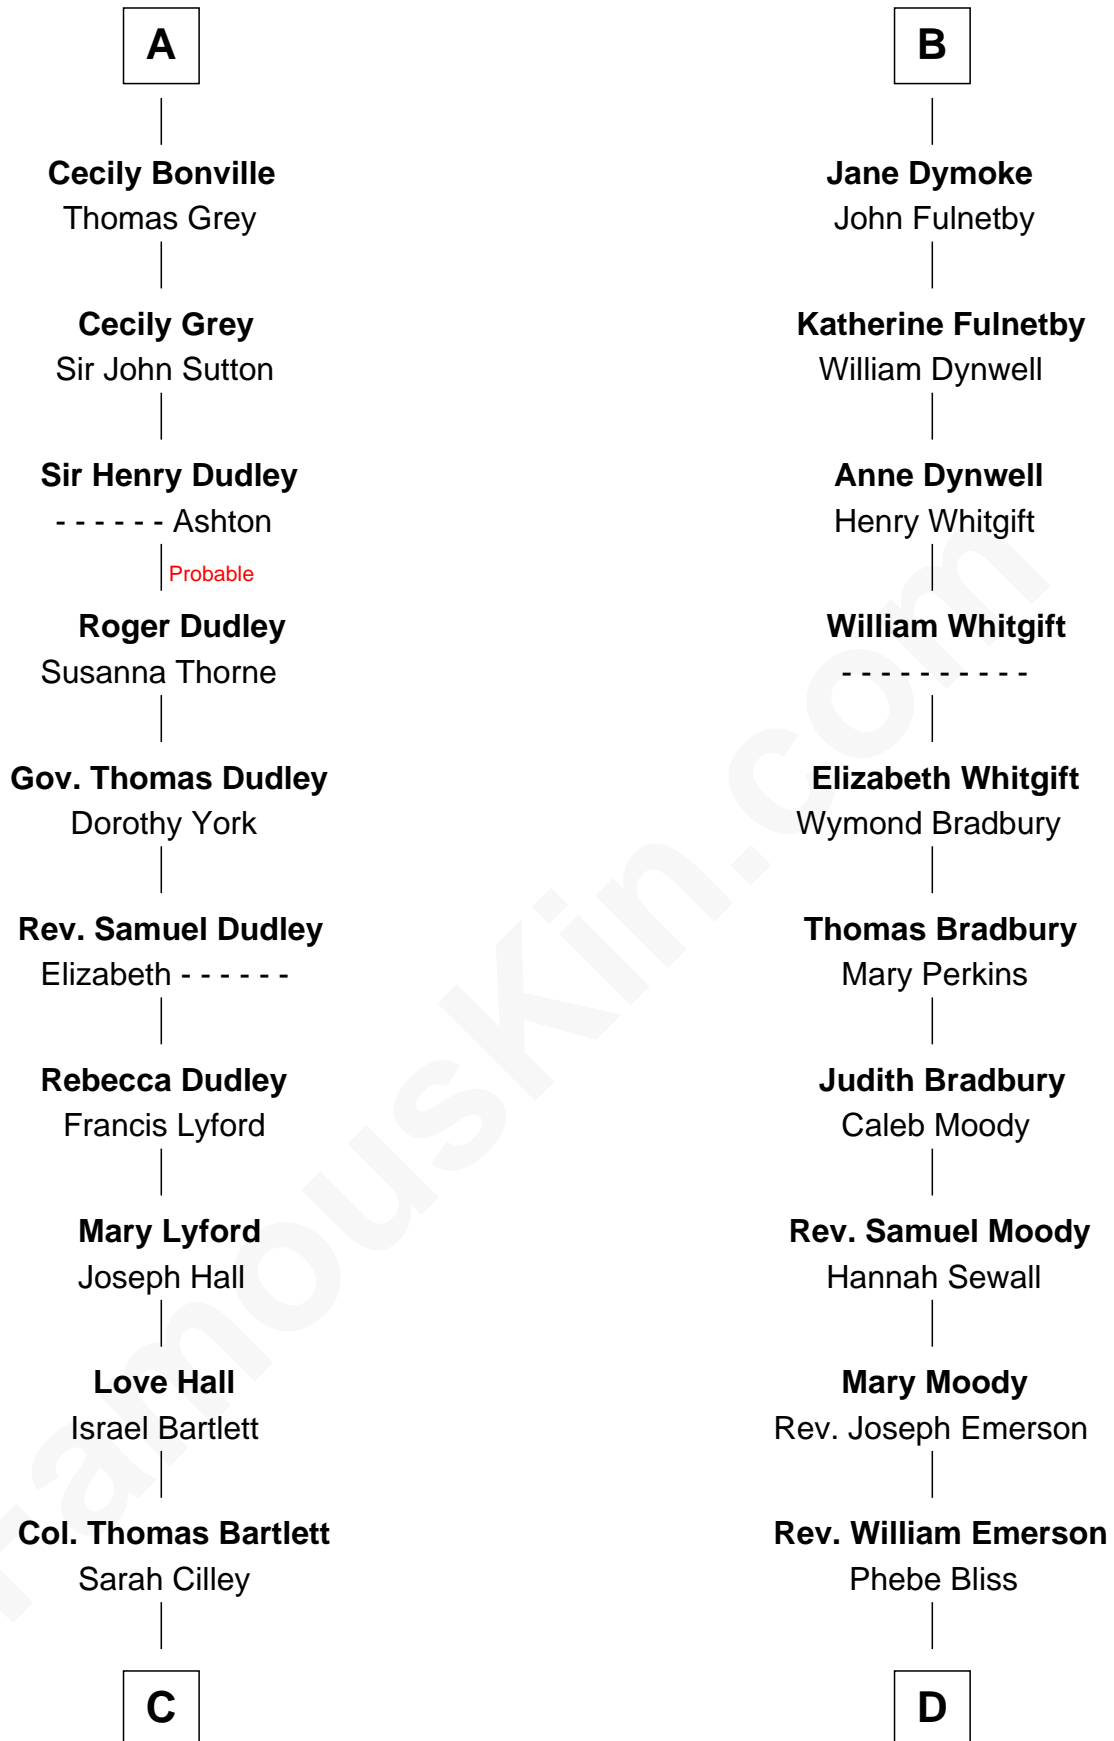 A
Cecily Bonville
Thomas Grey
Cecily Grey
Sir John Sutton
Sir Henry Dudley
- - - - - - Ashton
Probable
Roger Dudley
Susanna Thorne
Gov. Thomas Dudley
Dorothy York
Rev. Samuel Dudley
Elizabeth - - - - - -
Rebecca Dudley
Francis Lyford
Mary Lyford
Joseph Hall
Love Hall
Israel Bartlett
Col. Thomas Bartlett
Sarah Cilley
C
B
Jane Dymoke
John Fulnetby
Katherine Fulnetby
William Dynwell
Anne Dynwell
Henry Whitgift
William Whitgift
- - - - - - - - - -
Elizabeth Whitgift
Wymond Bradbury
Thomas Bradbury
Mary Perkins
Judith Bradbury
Caleb Moody
Rev. Samuel Moody
Hannah Sewall
Mary Moody
Rev. Joseph Emerson
Rev. William Emerson
Phebe Bliss
D
FamousKin.com